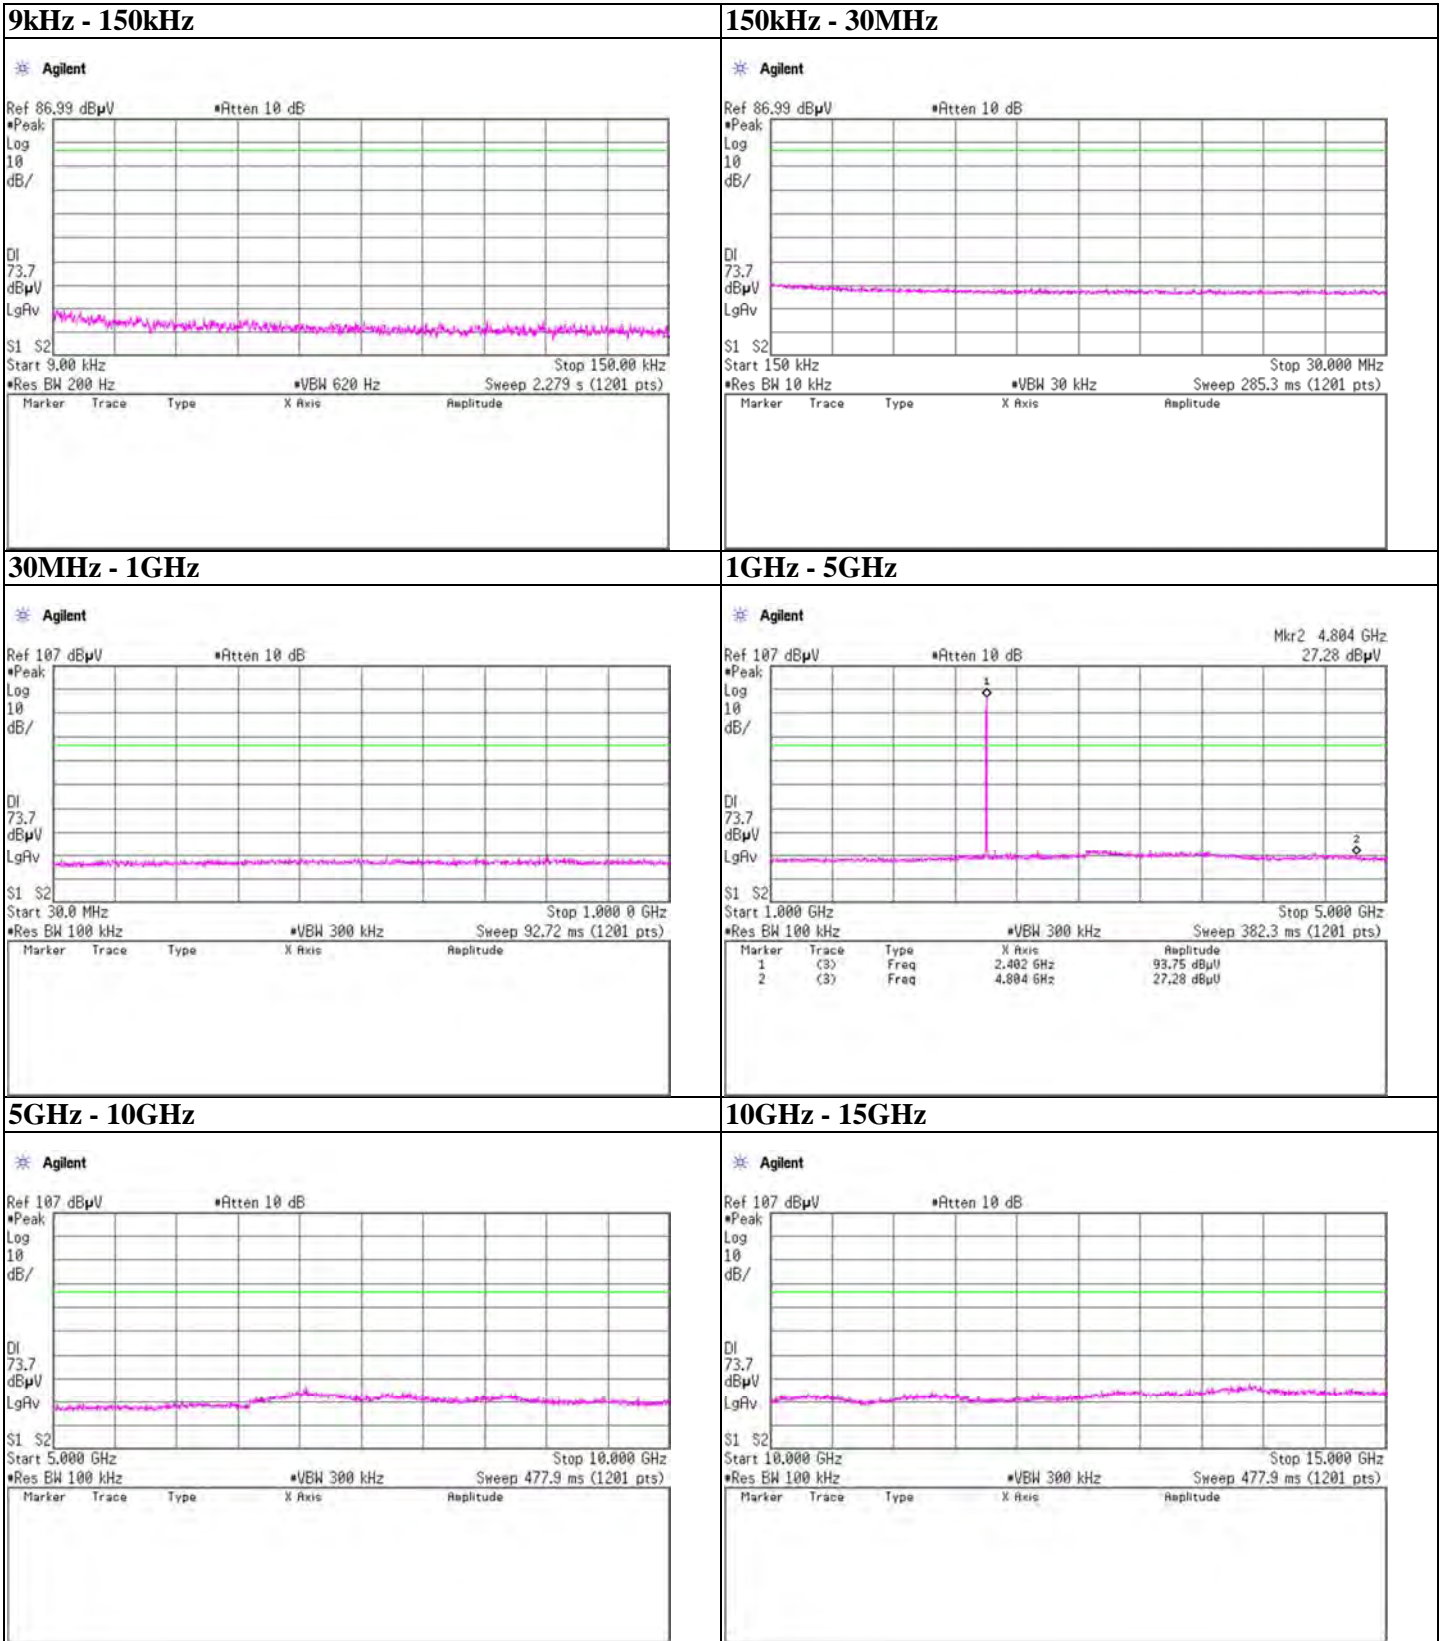 9kHz - 150kHz
Agilent
Ref 86.99 dBµV *Atten 10 dB
*Peak
Log
10
dB/
DI
73.7
dBµV
LgAv
S1 S2
Start 9.00 kHz Stop 150.00 kHz
*Res BW 200 Hz *VBW 620 Hz Sweep 2.279 s (1201 pts)
Marker Trace Type X Axis Amplitude
150kHz - 30MHz
Agilent
Ref 86.99 dBµV *Atten 10 dB
*Peak
Log
10
dB/
DI
73.7
dBµV
LgAv
S1 S2
Start 150 kHz Stop 30.000 MHz
*Res BW 10 kHz *VBW 30 kHz Sweep 285.3 ms (1201 pts)
Marker Trace Type X Axis Amplitude
30MHz - 1GHz
Agilent
Ref 107 dBµV *Atten 10 dB
*Peak
Log
10
dB/
DI
73.7
dBµV
LgAv
S1 S2
Start 30.0 MHz Stop 1.000 0 GHz
*Res BW 100 kHz *VBW 300 kHz Sweep 92.72 ms (1201 pts)
Marker Trace Type X Axis Amplitude
1GHz - 5GHz
Agilent
Mkr2 4.804 GHz
Ref 107 dBµV *Atten 10 dB 27.28 dBµV
*Peak
Log
10
dB/
1
DI
73.7
dBµV
LgAv
2
S1 S2
Start 1.000 GHz Stop 5.000 GHz
*Res BW 100 kHz *VBW 300 kHz Sweep 382.3 ms (1201 pts)
Marker Trace Type X Axis Amplitude
1 (3) Freq 2.402 GHz 93.75 dBµV
2 (3) Freq 4.804 GHz 27.28 dBµV
5GHz - 10GHz
Agilent
Ref 107 dBµV *Atten 10 dB
*Peak
Log
10
dB/
DI
73.7
dBµV
LgAv
S1 S2
Start 5.000 GHz Stop 10.000 GHz
*Res BW 100 kHz *VBW 300 kHz Sweep 477.9 ms (1201 pts)
Marker Trace Type X Axis Amplitude
10GHz - 15GHz
Agilent
Ref 107 dBµV *Atten 10 dB
*Peak
Log
10
dB/
DI
73.7
dBµV
LgAv
S1 S2
Start 10.000 GHz Stop 15.000 GHz
*Res BW 100 kHz *VBW 300 kHz Sweep 477.9 ms (1201 pts)
Marker Trace Type X Axis Amplitude